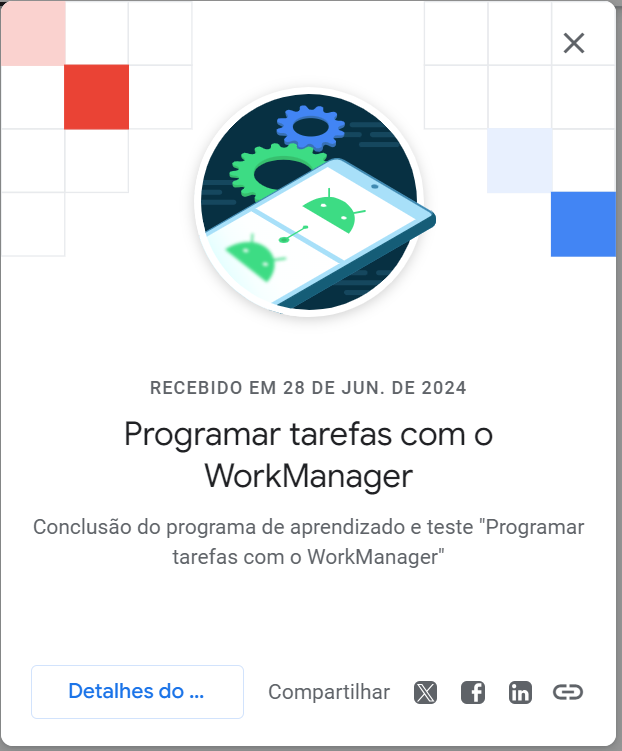 RECEBIDO EM 28 DE JUN. DE 2024
Programar tarefas com o
WorkManager
Conclusão do programa de aprendizado e teste "Programar
tarefas com o WorkManager"
Detalhes do ...
Compartilhar